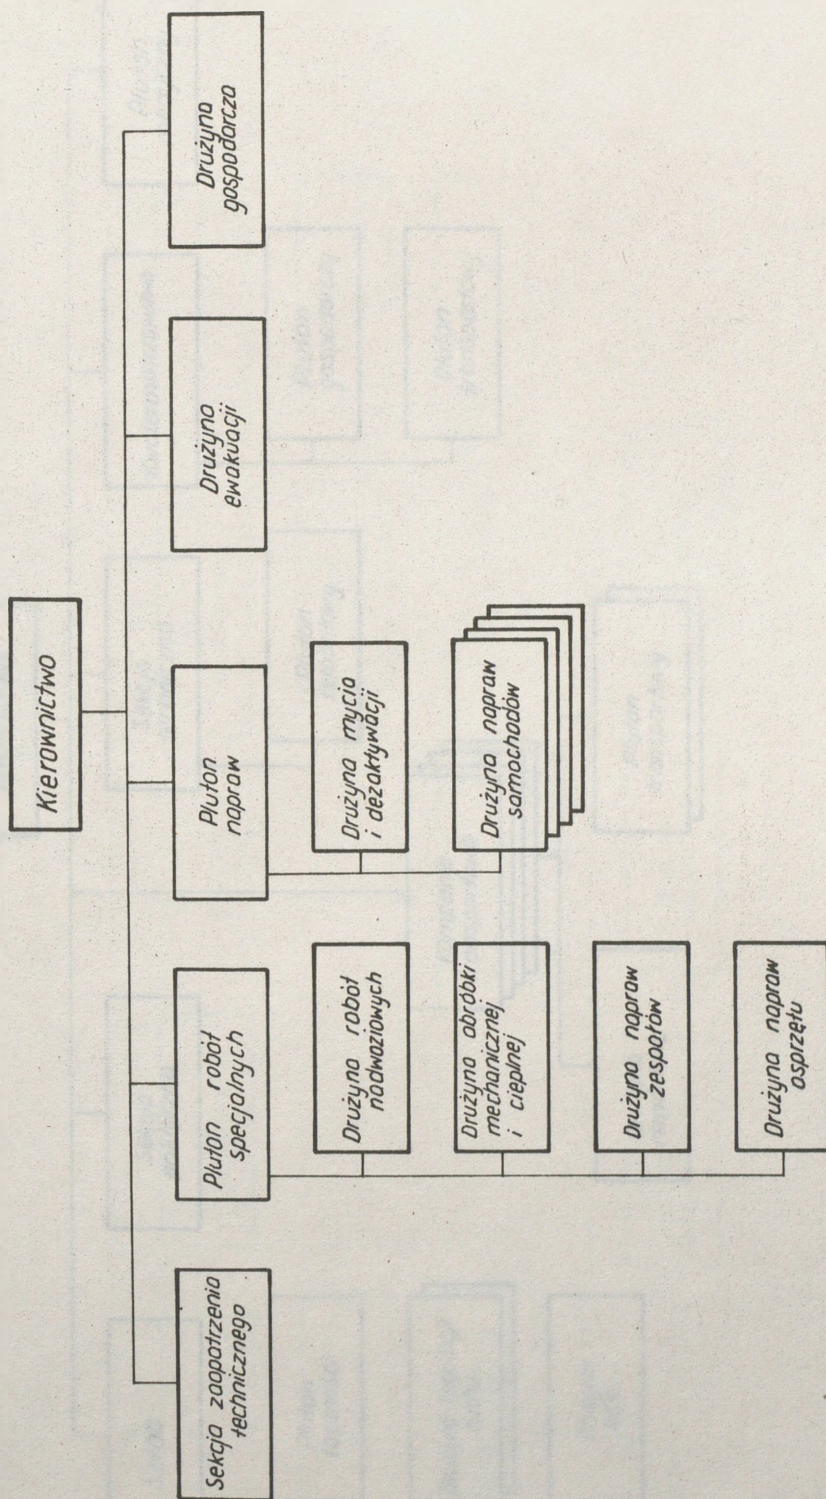 Kierownictwo
Sekcja zaopatrzenia
technicznego
Pluton robót
specjalnych
Pluton
napraw
Drużyna
ewakuacji
Drużyna
gospodarcza
Drużyna robót
nadwoziowych
Drużyna obróbki
mechanicznej
i cieplnej
Drużyna napraw
zespołów
Drużyna napraw
osprzętu
Drużyna mycia
i dezaktywacji
Drużyna napraw
samochodów